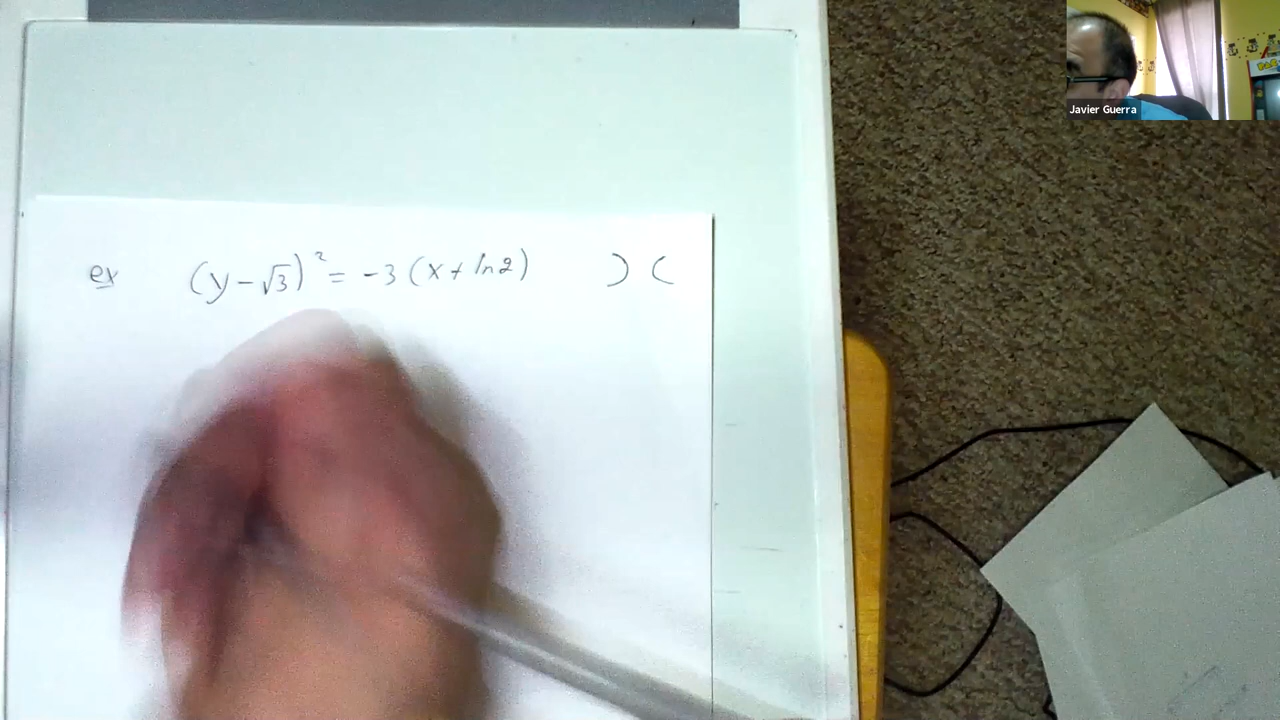 ex (y-√3)² = -3 (x + ln2) ) (
Javier Guerra